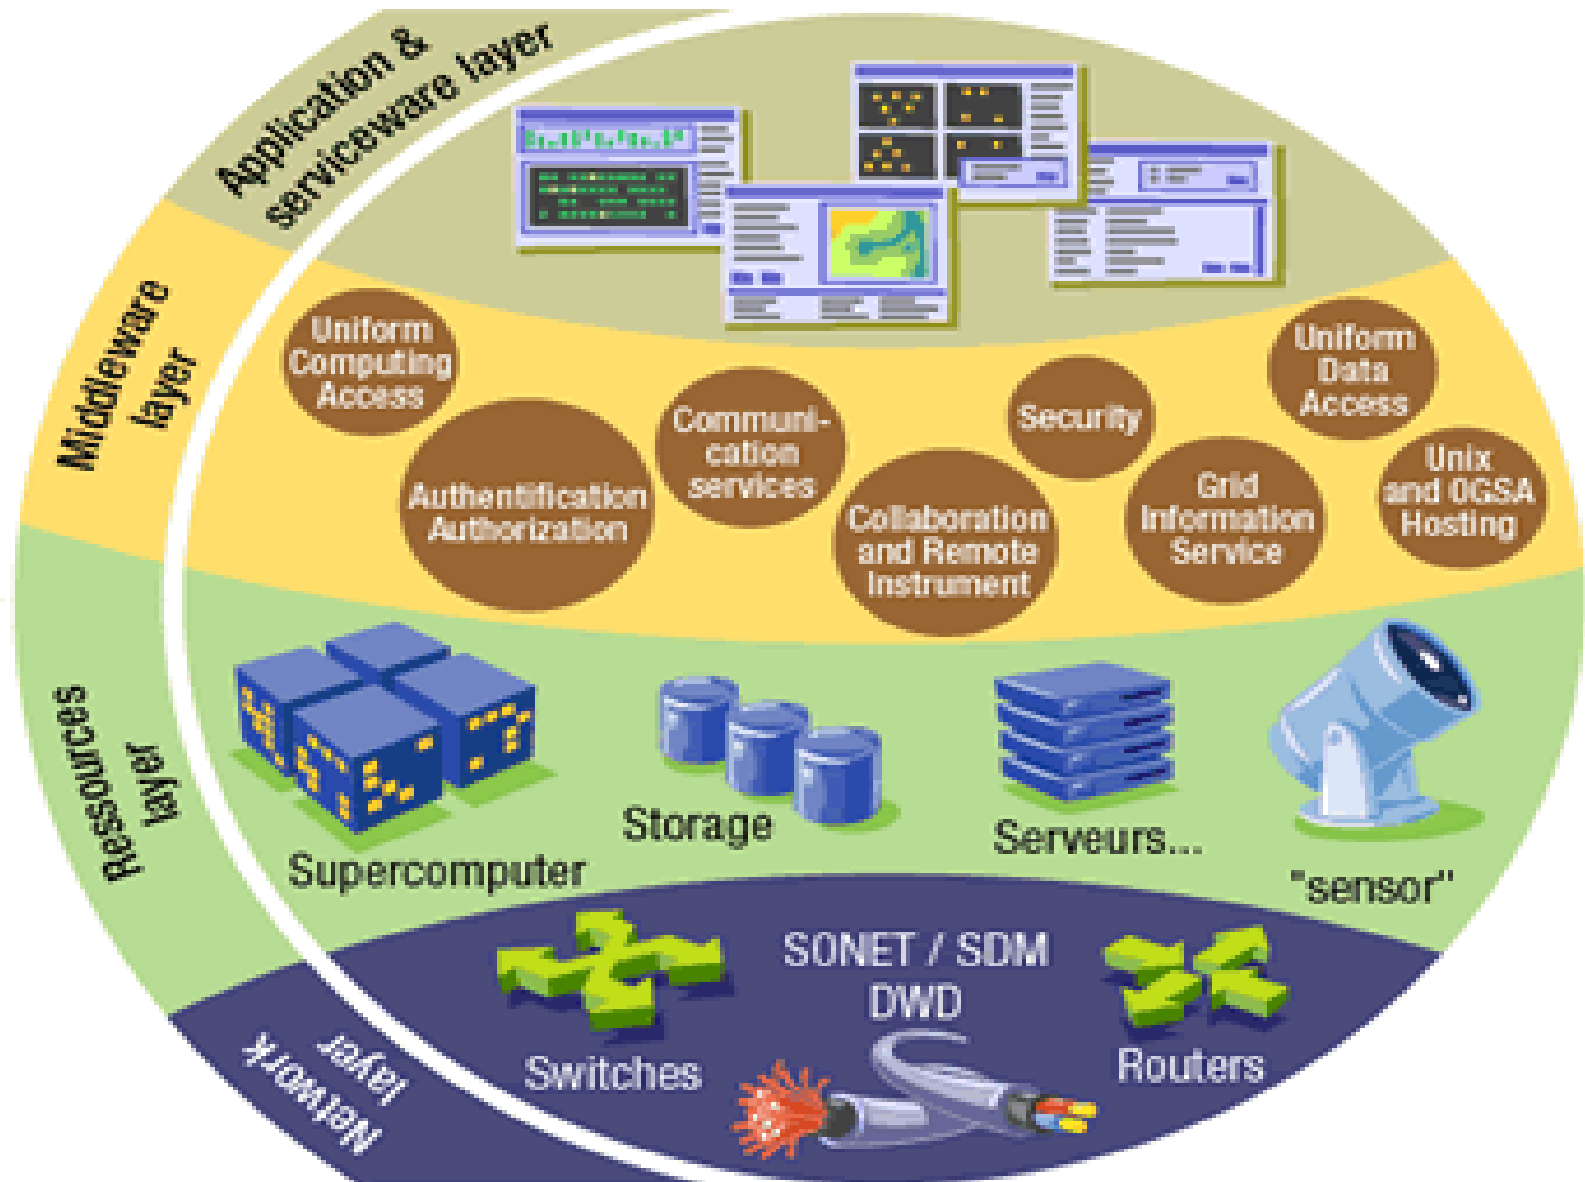 Application &
serviceware layer
Middleware
layer
Uniform
Computing
Access
Authentification
Authorization
Communi-
cation
services
Collaboration
and Remote
Instrument
Security
Grid
Information
Service
Uniform
Data
Access
Unix
and OGSA
Hosting
Ressources
layer
Supercomputer
Storage
Serveurs...
"sensor"
Network
layer
Switches
SONET / SDM
DWD
Routers